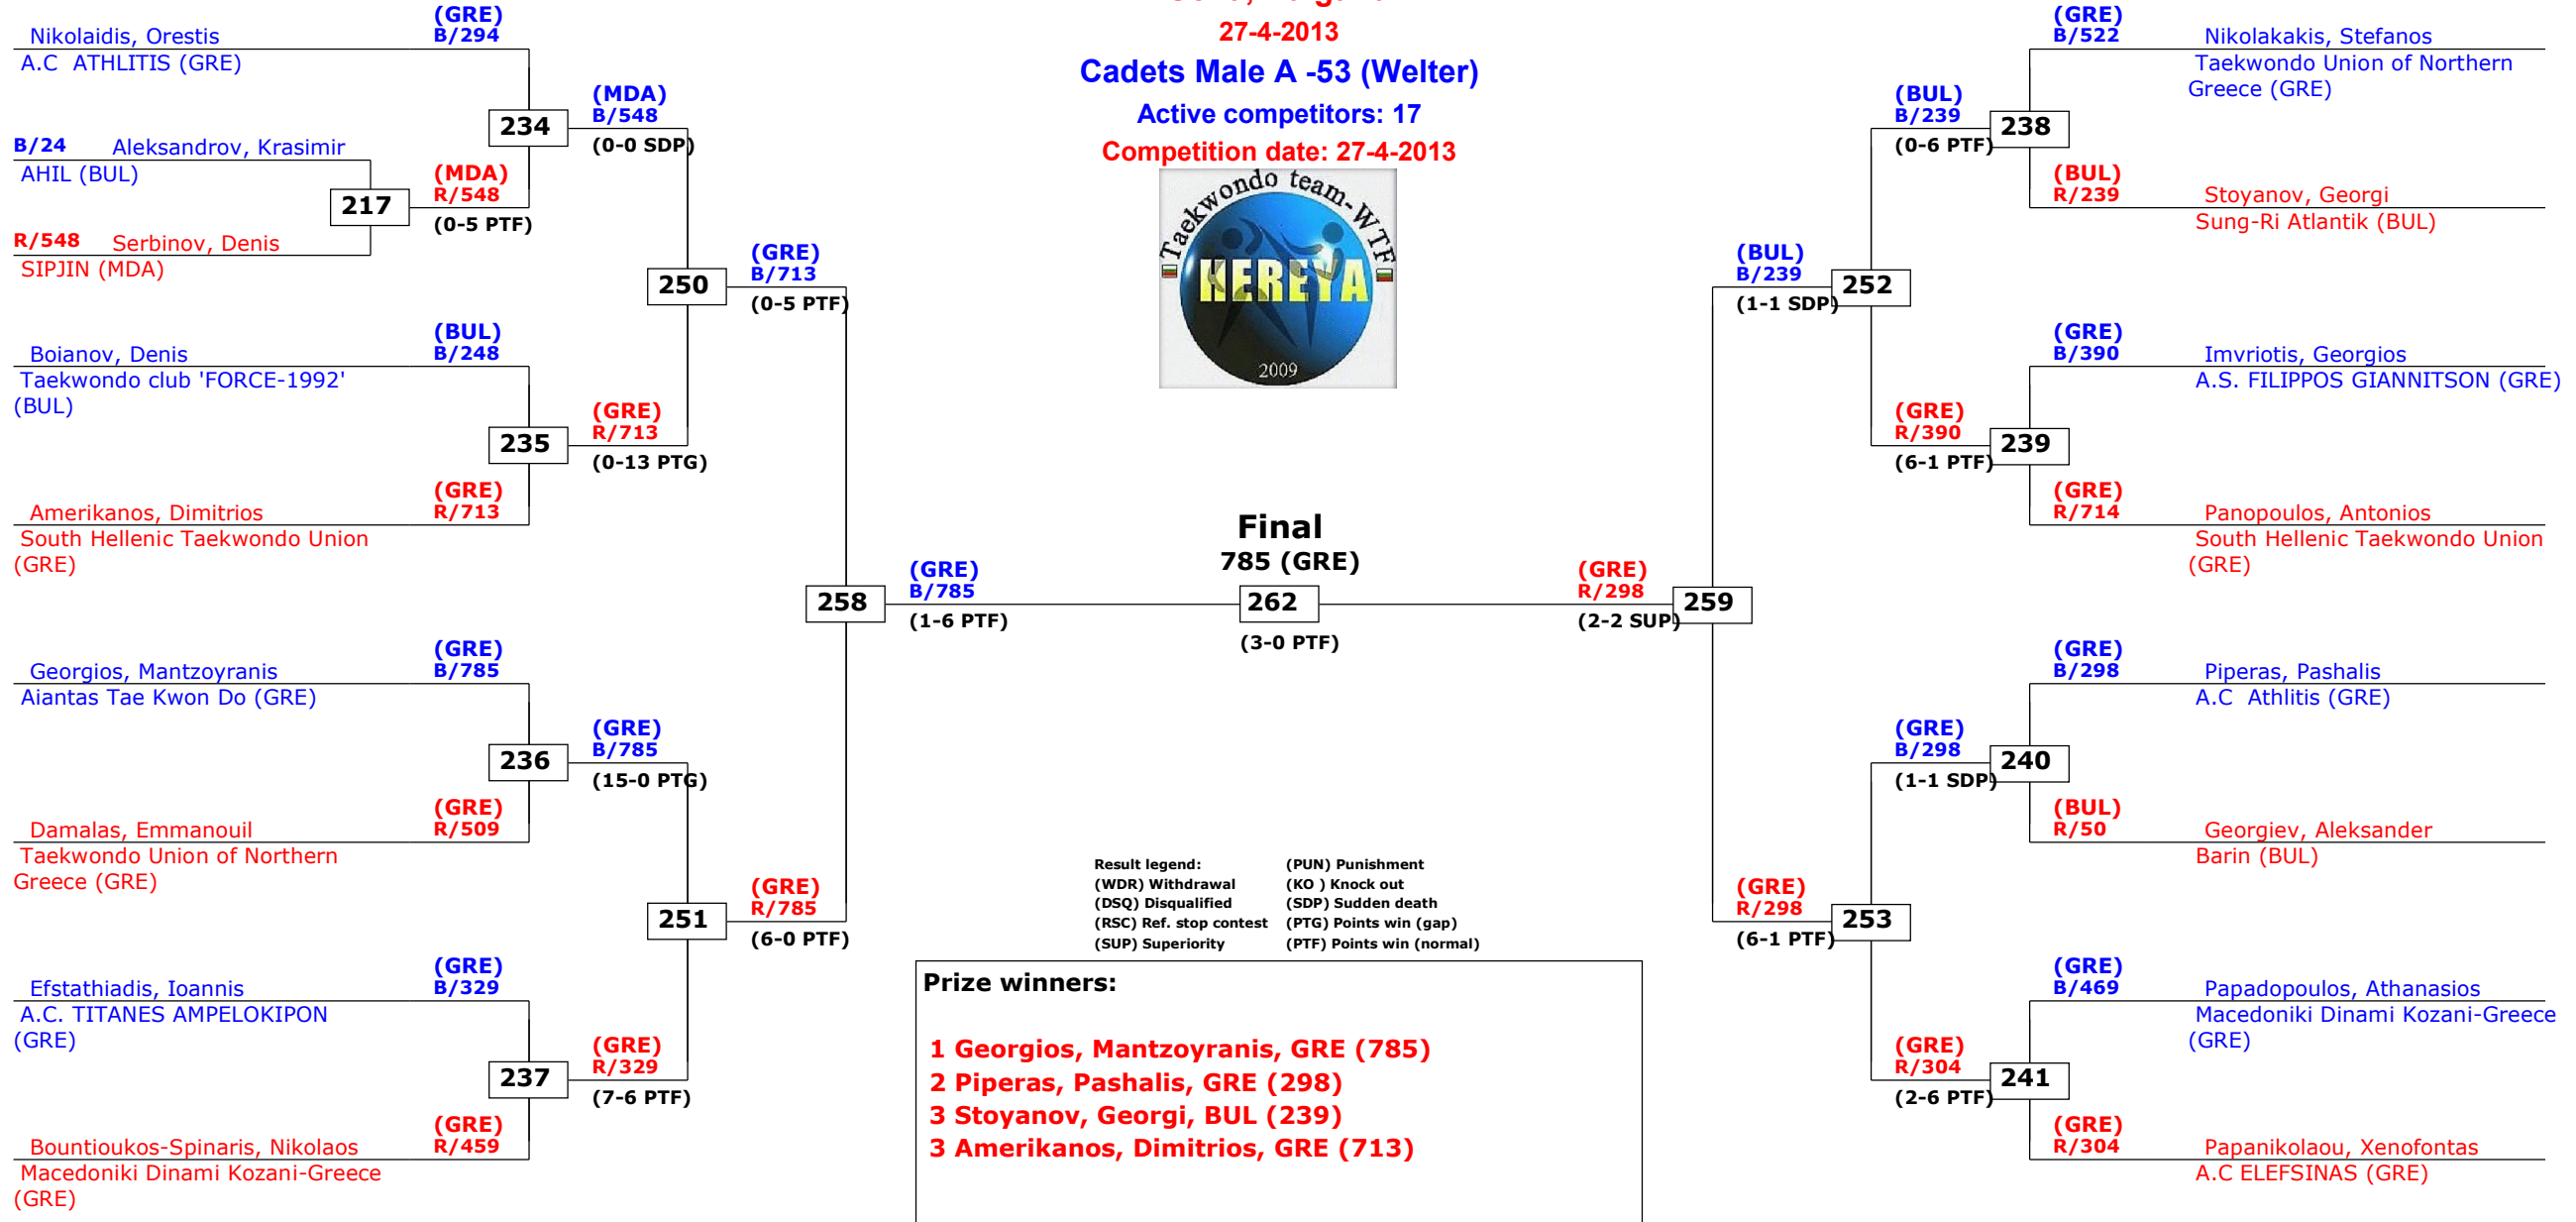 27-4-2013
Cadets Male A -53 (Welter)
Active competitors: 17
Competition date: 27-4-2013
Taekwondo team-WTF
HEREYA
2009
(GRE)
B/294
Nikolaidis, Orestis
A.C ATHLITIS (GRE)
234
(MDA)
B/548
(0-0 SDP)
B/24 Aleksandrov, Krasimir
AHIL (BUL)
217
(MDA)
R/548
(0-5 PTF)
R/548 Serbinov, Denis
SIPJIN (MDA)
250
(GRE)
B/713
(0-5 PTF)
(BUL)
B/248
Boianov, Denis
Taekwondo club 'FORCE-1992'
(BUL)
235
(GRE)
R/713
(0-13 PTG)
(GRE)
R/713
Amerikanos, Dimitrios
South Hellenic Taekwondo Union
(GRE)
258
(GRE)
B/785
(1-6 PTF)
(GRE)
B/785
Georgios, Mantzoyranis
Aiantas Tae Kwon Do (GRE)
236
(GRE)
B/785
(15-0 PTG)
(GRE)
R/509
Damalas, Emmanouil
Taekwondo Union of Northern
Greece (GRE)
251
(GRE)
R/785
(6-0 PTF)
(GRE)
B/329
Efstathiadis, Ioannis
A.C. TITANES AMPELOKIPON
(GRE)
237
(GRE)
R/329
(7-6 PTF)
(GRE)
R/459
Bountioukos-Spinaris, Nikolaos
Macedoniki Dinami Kozani-Greece
(GRE)
Final
785 (GRE)
262
(3-0 PTF)
(GRE)
R/298
(2-2 SUP)
259
(GRE)
B/522
Nikolakakis, Stefanos
Taekwondo Union of Northern
Greece (GRE)
(BUL)
B/239
(0-6 PTF)
238
(BUL)
R/239
Stoyanov, Georgi
Sung-Ri Atlantik (BUL)
(BUL)
B/239
(1-1 SDP)
252
(GRE)
B/390
Imvriotis, Georgios
A.S. FILIPPOS GIANNITSON (GRE)
(GRE)
R/390
(6-1 PTF)
239
(GRE)
R/714
Panopoulos, Antonios
South Hellenic Taekwondo Union
(GRE)
(GRE)
B/298
Piperas, Pashalis
A.C Athlitis (GRE)
(GRE)
B/298
(1-1 SDP)
240
(BUL)
R/50
Georgiev, Aleksander
Barin (BUL)
(GRE)
R/298
(6-1 PTF)
253
(GRE)
B/469
Papadopoulos, Athanasios
Macedoniki Dinami Kozani-Greece
(GRE)
(GRE)
R/304
(2-6 PTF)
241
(GRE)
R/304
Papanikolaou, Xenofontas
A.C ELEFSINAS (GRE)
Result legend: (PUN) Punishment
(WDR) Withdrawal (KO ) Knock out
(DSQ) Disqualified (SDP) Sudden death
(RSC) Ref. stop contest (PTG) Points win (gap)
(SUP) Superiority (PTF) Points win (normal)
Prize winners:
1 Georgios, Mantzoyranis, GRE (785)
2 Piperas, Pashalis, GRE (298)
3 Stoyanov, Georgi, BUL (239)
3 Amerikanos, Dimitrios, GRE (713)